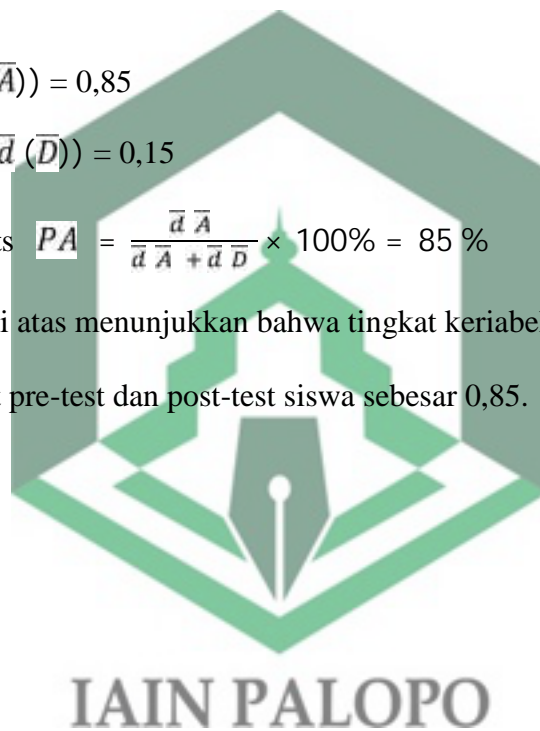 A̅)) = 0,85
d̅ (D̅)) = 0,15
ts PA̅ = d̅ A̅ / d̅ A̅ + d̅ D̅ × 100% = 85 %
i atas menunjukkan bahwa tingkat keriabel
pre-test dan post-test siswa sebesar 0,85.
IAIN PALOPO